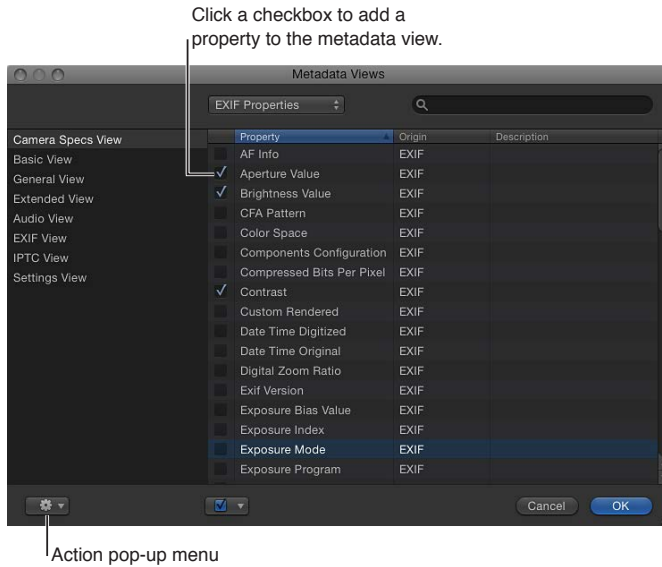 Click a checkbox to add a
property to the metadata view.
Metadata Views
EXIF Properties
Property Origin Description
Camera Specs View
Basic View
General View
Extended View
Audio View
EXIF View
IPTC View
Settings View
AF Info EXIF
Aperture Value EXIF
Brightness Value EXIF
CFA Pattern EXIF
Color Space EXIF
Components Configuration EXIF
Compressed Bits Per Pixel EXIF
Contrast EXIF
Custom Rendered EXIF
Date Time Digitized EXIF
Date Time Original EXIF
Digital Zoom Ratio EXIF
Exif Version EXIF
Exposure Bias Value EXIF
Exposure Index EXIF
Exposure Mode EXIF
Exposure Program EXIF
Cancel OK
Action pop-up menu